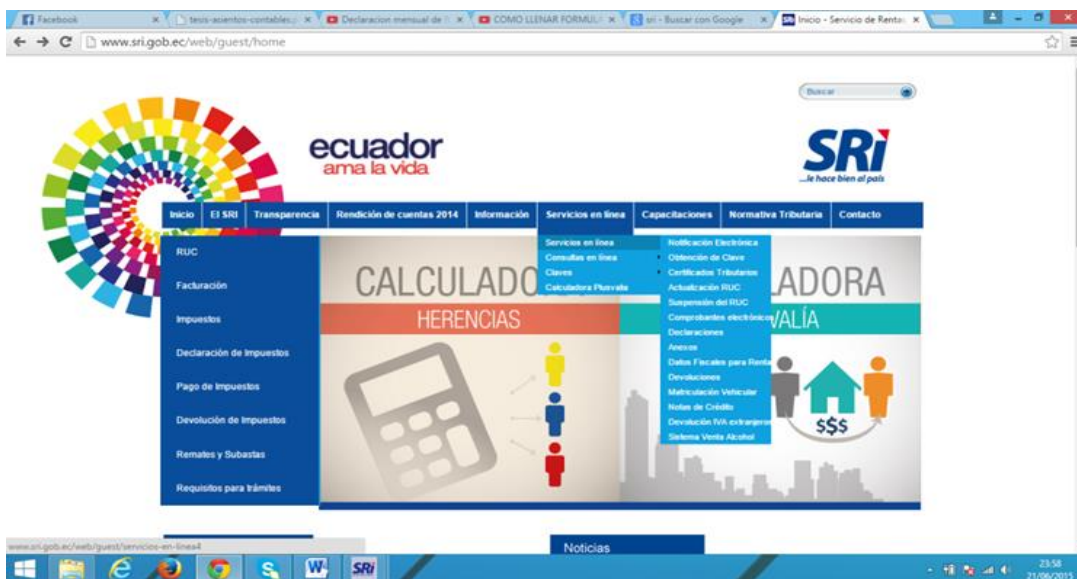 Facebook
tesis-asientos-contables.p
Declaracion mensual de
COMO LLENAR FORMUL
sri - Buscar con Google
Inicio - Servicio de Rentas
www.sri.gob.ec/web/guest/home
Buscar
ecuador
ama la vida
SRi
...le hace bien al país
Inicio El SRI Transparencia Rendición de cuentas 2014 Información Servicios en línea Capacitaciones Normativa Tributaria Contacto
RUC
Facturación
Impuestos
Declaración de Impuestos
Pago de Impuestos
Devolución de Impuestos
Remates y Subastas
Requisitos para trámites
Servicios en línea
Consultas en línea
Claves
Calculadora Plusvalía
Notificación Electrónica
Obtención de Clave
Certificados Tributarios
Actualización RUC
Suspensión del RUC
Comprobantes electrónicos
Declaraciones
Anexos
Datos Fiscales para Renta
Devoluciones
Matriculación Vehicular
Notas de Crédito
Devolución IVA extranjeros
Sistema Venta Alcohol
CALCULADO
HERENCIAS
LADORA
VALÍA
$$$
Noticias
www.sri.gob.ec/web/guest/servicios-en-linea4
SRi
23:58
21/06/2015